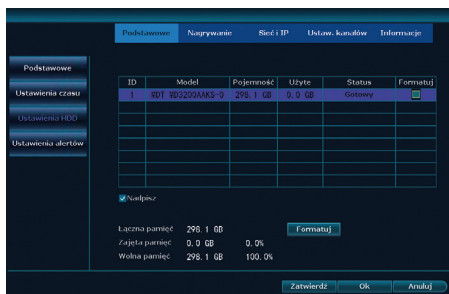 Podstawowe Nagrywanie Sieć i IP Ustaw. kanałów Informacje
Podstawowe
Ustawienia czasu
Ustawienia HDD
Ustawienia alertów
ID Model Pojemność Użyte Status Formatuj
1 WDT WD3200AAKS-0 298.1 GB 0.0 GB Gotowy
Nadpisz
Łączna pamięć 298.1 GB Formatuj
Zajęta pamięć 0.0 GB 0.0%
Wolna pamięć 298.1 GB 100.0%
Zatwierdź Ok Anuluj